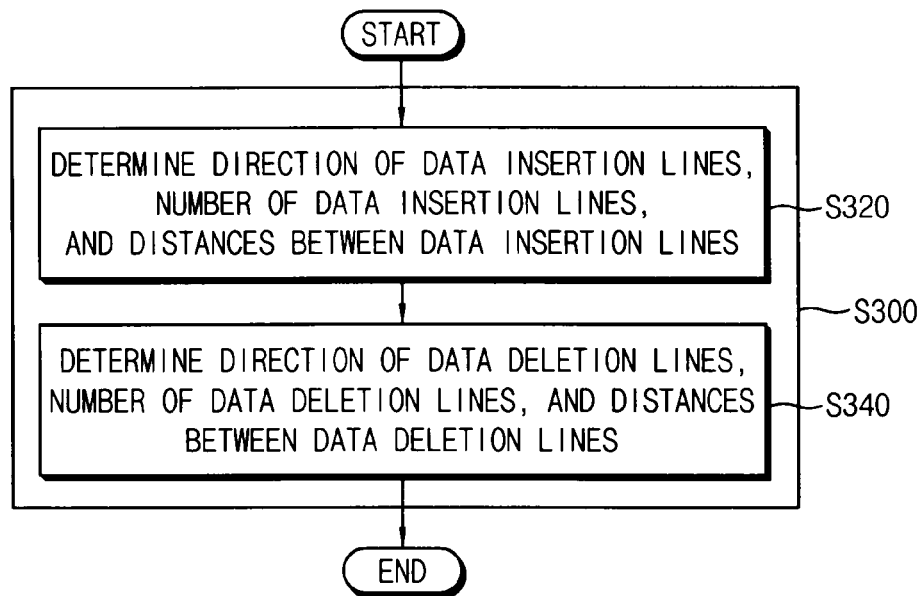 START
DETERMINE DIRECTION OF DATA INSERTION LINES,
NUMBER OF DATA INSERTION LINES,
AND DISTANCES BETWEEN DATA INSERTION LINES
S320
S300
DETERMINE DIRECTION OF DATA DELETION LINES,
NUMBER OF DATA DELETION LINES, AND DISTANCES
BETWEEN DATA DELETION LINES
S340
END